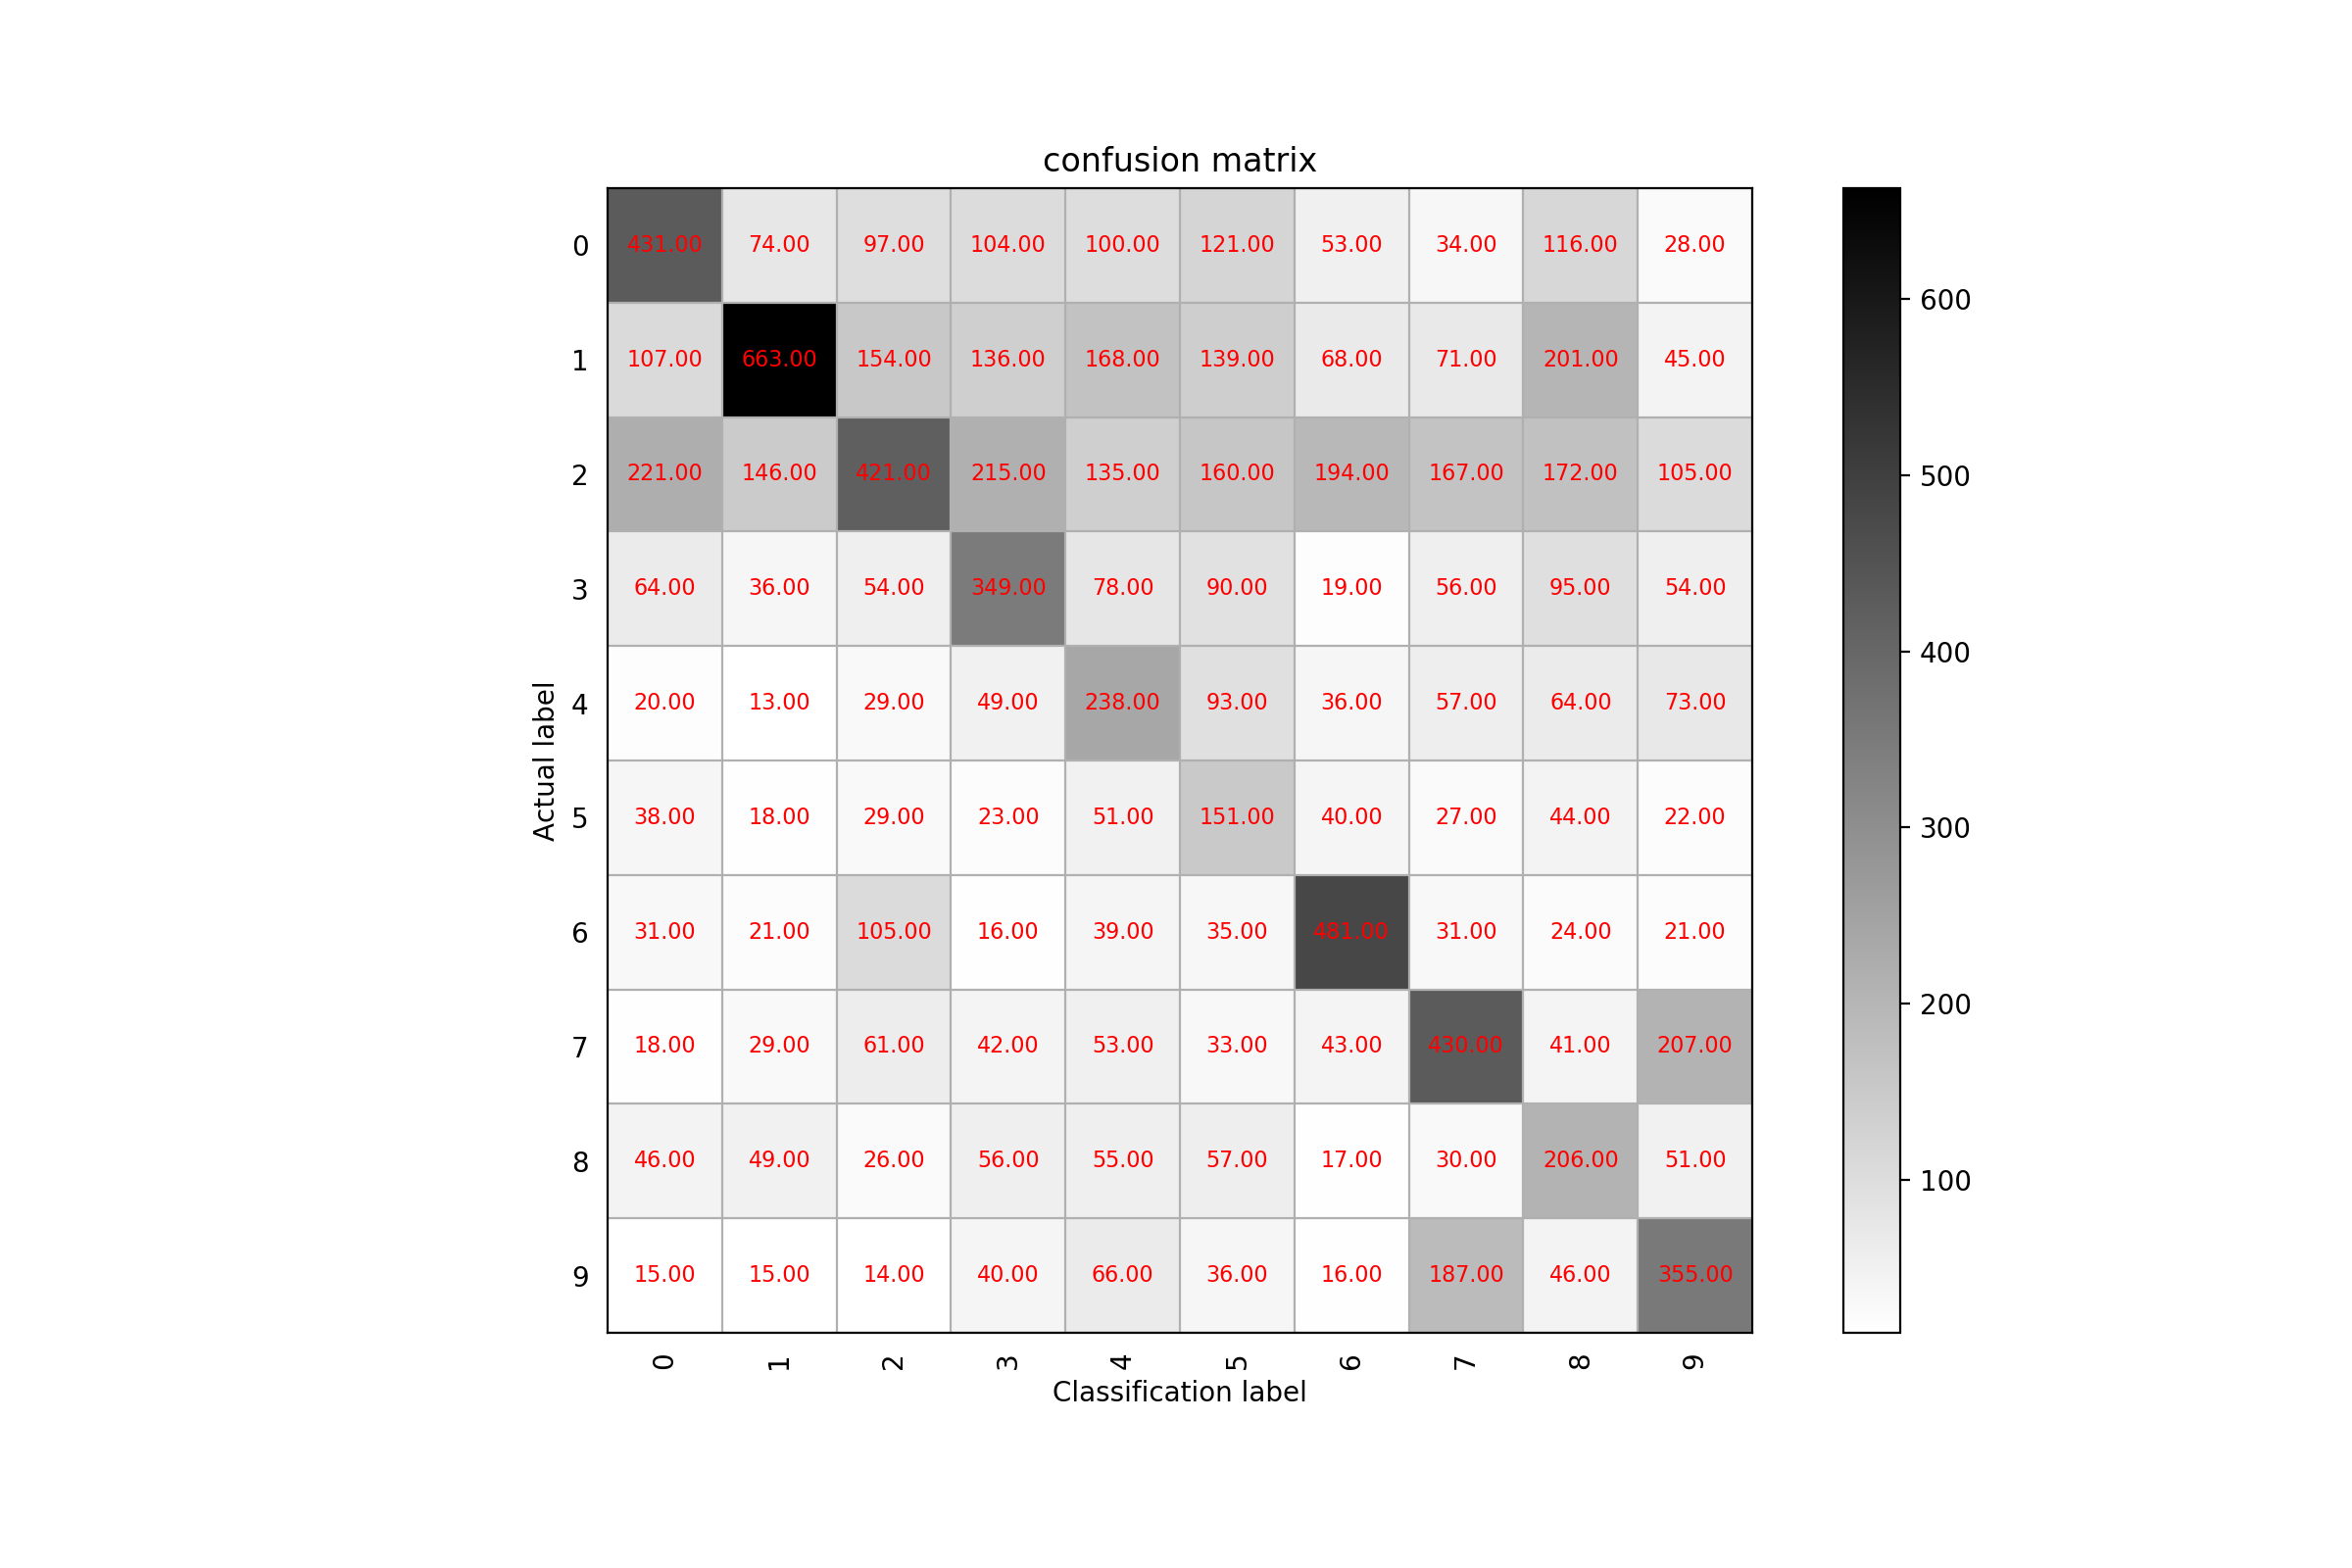 confusion matrix
0 431.00 74.00 97.00 104.00 100.00 121.00 53.00 34.00 116.00 28.00
1 107.00 663.00 154.00 136.00 168.00 139.00 68.00 71.00 201.00 45.00
2 221.00 146.00 421.00 215.00 135.00 160.00 194.00 167.00 172.00 105.00
3 64.00 36.00 54.00 349.00 78.00 90.00 19.00 56.00 95.00 54.00
4 20.00 13.00 29.00 49.00 238.00 93.00 36.00 57.00 64.00 73.00
5 38.00 18.00 29.00 23.00 51.00 151.00 40.00 27.00 44.00 22.00
6 31.00 21.00 105.00 16.00 39.00 35.00 481.00 31.00 24.00 21.00
7 18.00 29.00 61.00 42.00 53.00 33.00 43.00 430.00 41.00 207.00
8 46.00 49.00 26.00 56.00 55.00 57.00 17.00 30.00 206.00 51.00
9 15.00 15.00 14.00 40.00 66.00 36.00 16.00 187.00 46.00 355.00
0 1 2 3 4 5 6 7 8 9
Classification label
Actual label
600
500
400
300
200
100